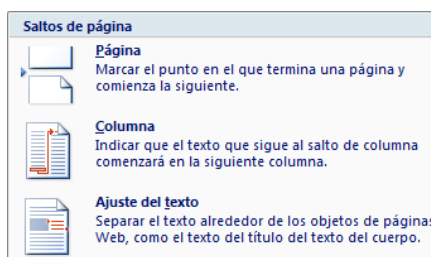 Saltos de página
Página
Marcar el punto en el que termina una página y
comienza la siguiente.
Columna
Indicar que el texto que sigue al salto de columna
comenzará en la siguiente columna.
Ajuste del texto
Separar el texto alrededor de los objetos de páginas
Web, como el texto del título del texto del cuerpo.